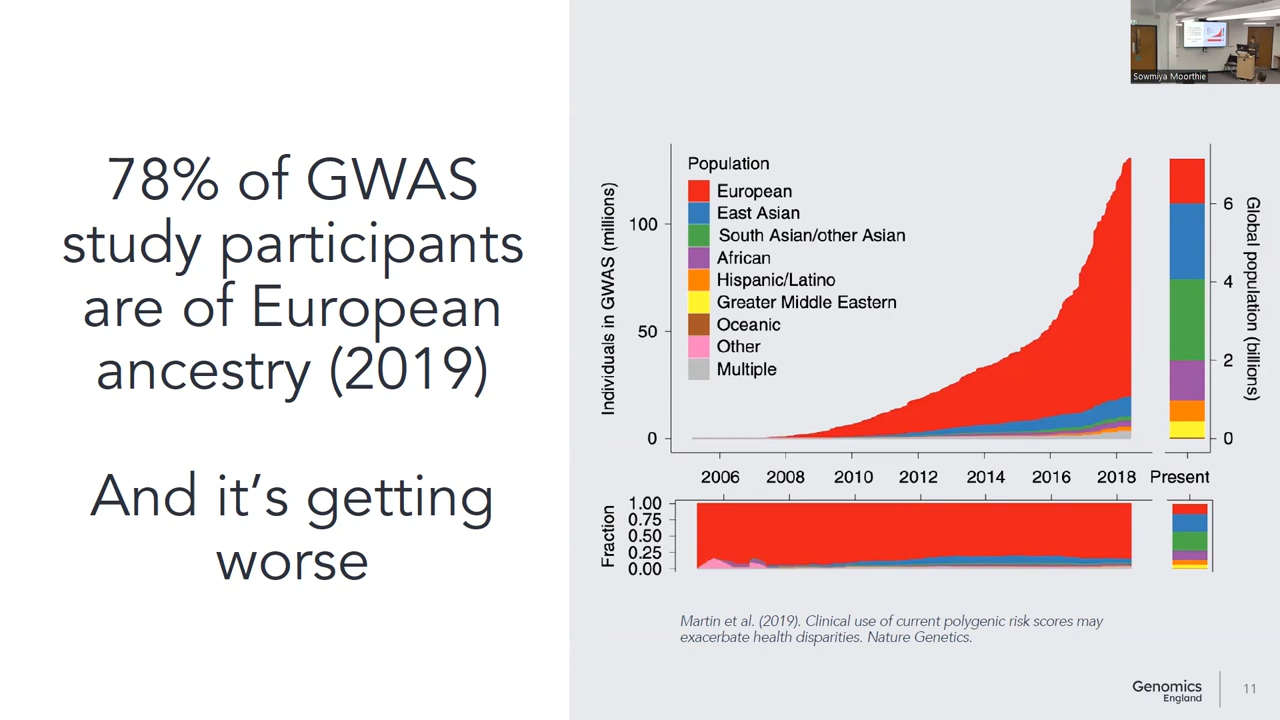 78% of GWAS
study participants
are of European
ancestry (2019)
And it's getting
worse
Sowmiya Moorthie
Population
European
East Asian
South Asian/other Asian
African
Hispanic/Latino
Greater Middle Eastern
Oceanic
Other
Multiple
Individuals in GWAS (millions)
100
50
0
Global population (billions)
6
4
2
0
2006 2008 2010 2012 2014 2016 2018 Present
Fraction
1.00
0.75
0.50
0.25
0.00
Martin et al. (2019). Clinical use of current polygenic risk scores may
exacerbate health disparities. Nature Genetics.
Genomics
England
11